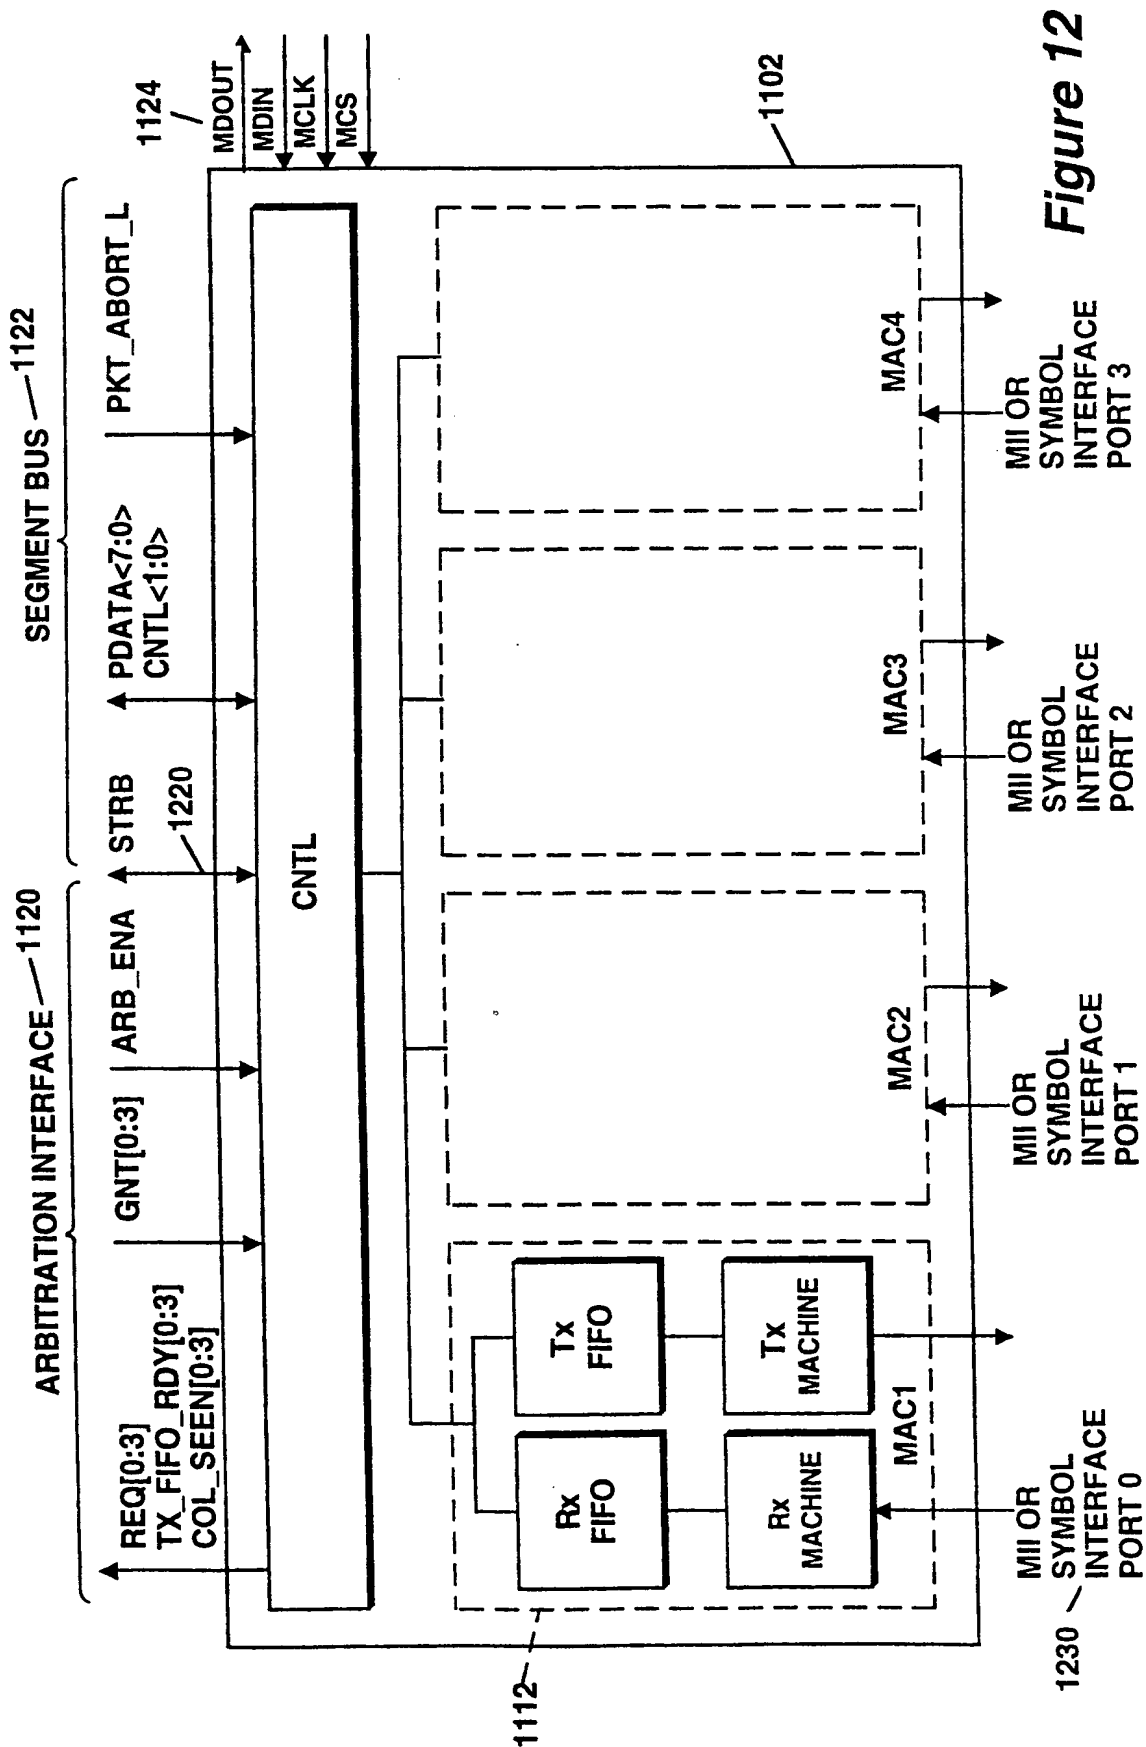 ARBITRATION INTERFACE 1120
SEGMENT BUS 1122
REQ[0:3]
TX_FIFO_RDY[0:3]
COL_SEEN[0:3]
GNT[0:3]
ARB_ENA
STRB
1220
PDATA<7:0>
CNTL<1:0>
PKT_ABORT_L
1124
MDOUT
MDIN
MCLK
MCS
CNTL
1102
1112
Rx
FIFO
Tx
FIFO
Rx
MACHINE
Tx
MACHINE
MAC1
MAC2
MAC3
MAC4
1230
MII OR
SYMBOL
INTERFACE
PORT 0
MII OR
SYMBOL
INTERFACE
PORT 1
MII OR
SYMBOL
INTERFACE
PORT 2
MII OR
SYMBOL
INTERFACE
PORT 3
Figure 12